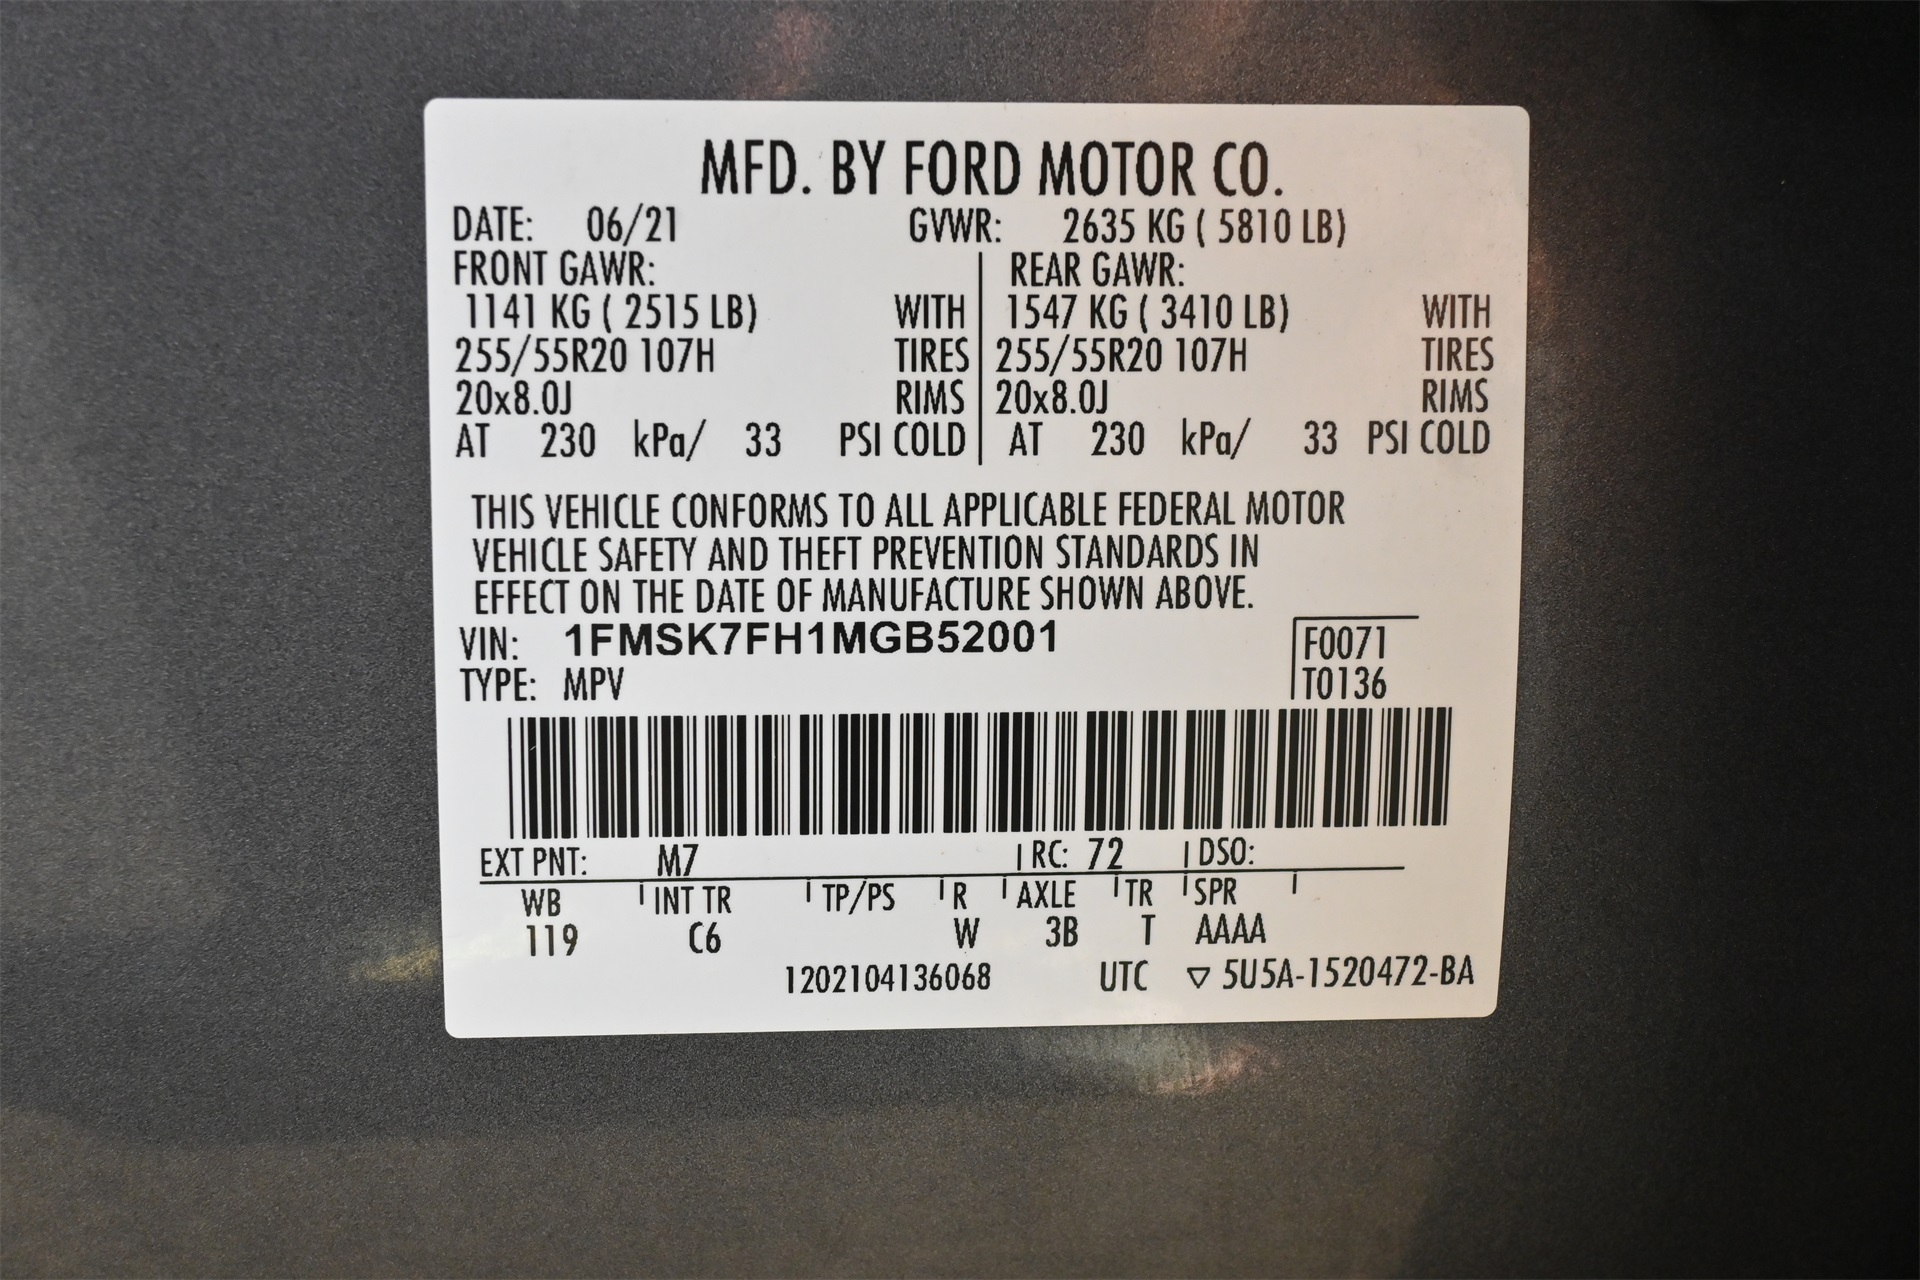 MFD. BY FORD MOTOR CO.
DATE: 06/21 GVWR: 2635 KG ( 5810 LB)
FRONT GAWR: REAR GAWR:
1141 KG ( 2515 LB) WITH 1547 KG ( 3410 LB) WITH
255/55R20 107H TIRES 255/55R20 107H TIRES
20x8.0J RIMS 20x8.0J RIMS
AT 230 kPa/ 33 PSI COLD AT 230 kPa/ 33 PSI COLD
THIS VEHICLE CONFORMS TO ALL APPLICABLE FEDERAL MOTOR
VEHICLE SAFETY AND THEFT PREVENTION STANDARDS IN
EFFECT ON THE DATE OF MANUFACTURE SHOWN ABOVE.
VIN: 1FMSK7FH1MGB52001 F0071
TYPE: MPV T0136
EXT PNT: M7 RC: 72 DSO:
WB INT TR TP/PS R AXLE TR SPR
119 C6 W 3B T AAAA
1202104136068 UTC ▽ 5U5A-1520472-BA